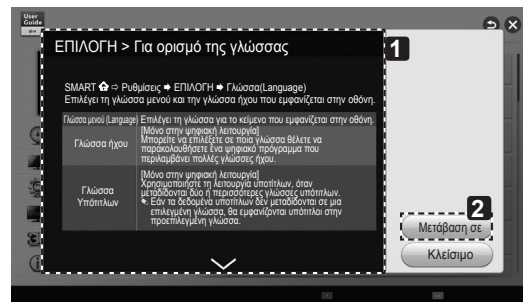 User
Guide
ΕΠΙΛΟΓΗ > Για ορισμό της γλώσσας
1
SMART ⇨ Ρυθμίσεις ➡ ΕΠΙΛΟΓΗ ➡ Γλώσσα(Language)
Επιλέγει τη γλώσσα μενού και την γλώσσα ήχου που εμφανίζεται στην οθόνη.
Γλώσσα μενού (Language) Επιλέγει τη γλώσσα για το κείμενο που εμφανίζεται στην οθόνη.
Γλώσσα ήχου
[Μόνο στην ψηφιακή λειτουργία]
Μπορείτε να επιλέξετε σε ποια γλώσσα θέλετε να
παρακολουθήσετε ένα ψηφιακό πρόγραμμα που
περιλαμβάνει πολλές γλώσσες ήχου.
Γλώσσα
Υπότιτλων
[Μόνο στην ψηφιακή λειτουργία]
Χρησιμοποιήστε τη λειτουργία υποτίτλων, όταν
μεταδίδονται δύο ή περισσότερες γλώσσες υπότιτλων.
Εάν τα δεδομένα υποτίτλων δεν μεταδίδονται σε μια
επιλεγμένη γλώσσα, θα εμφανίζονται υπότιτλοι στην
προεπιλεγμένη γλώσσα.
2
Μετάβαση σε
Κλείσιμο